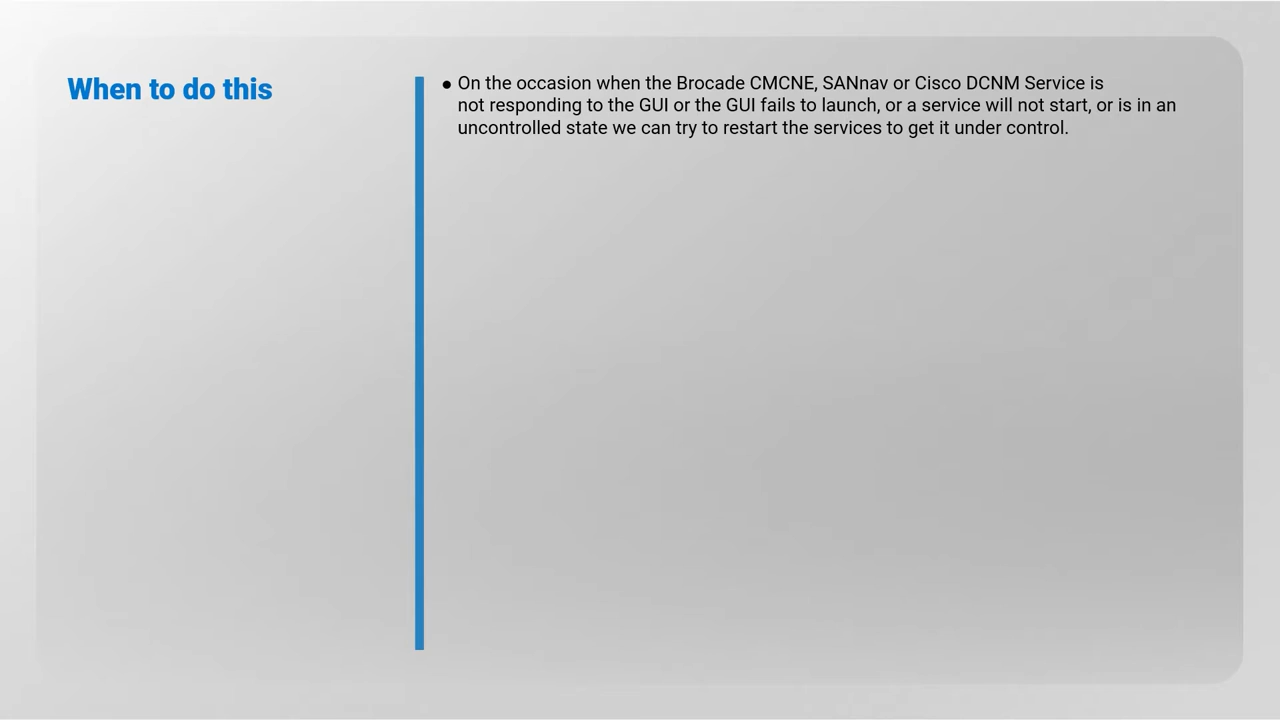 When to do this
● On the occasion when the Brocade CMCNE, SANnav or Cisco DCNM Service is
not responding to the GUI or the GUI fails to launch, or a service will not start, or is in an
uncontrolled state we can try to restart the services to get it under control.